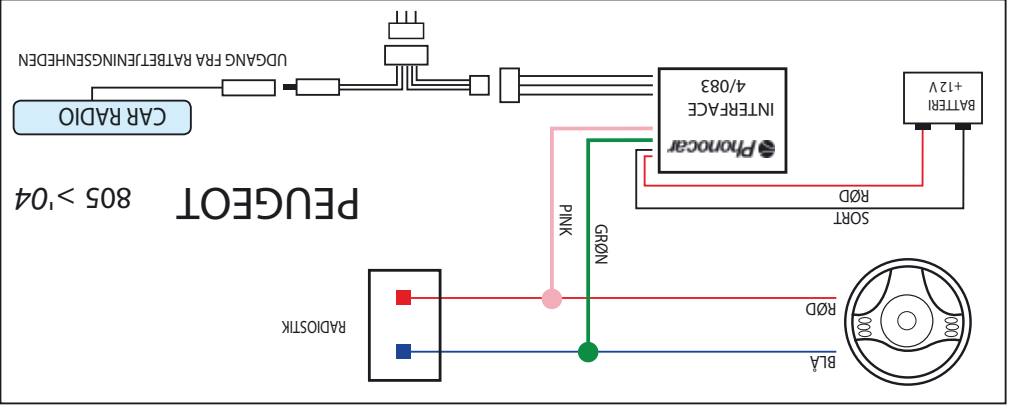 BLÅ
RØD
RADIOSTIK
GRØN
PINK
SORT
RØD
PEUGEOT 805 >'04
Phonocar
INTERFACE
4/083
BATTERI
+12 V
CAR RADIO
UDGANG FRA RATBETJENINGSENHEDEN